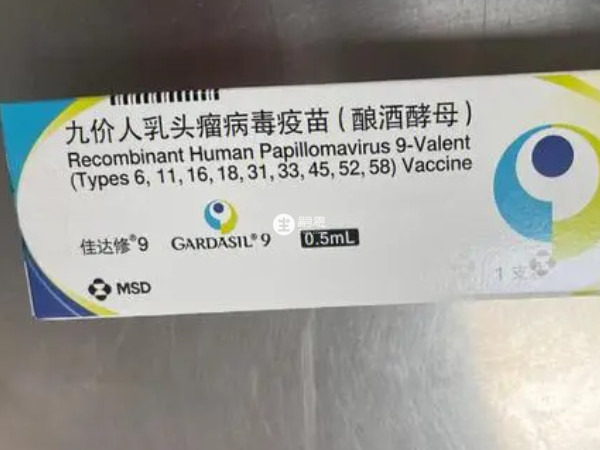 九价人乳头瘤病毒疫苗（酿酒酵母）
Recombinant Human Papillomavirus 9-Valent
(Types 6, 11, 16, 18, 31, 33, 45, 52, 58) Vaccine
佳达修®9 GARDASIL®9 0.5mL
1支
MSD